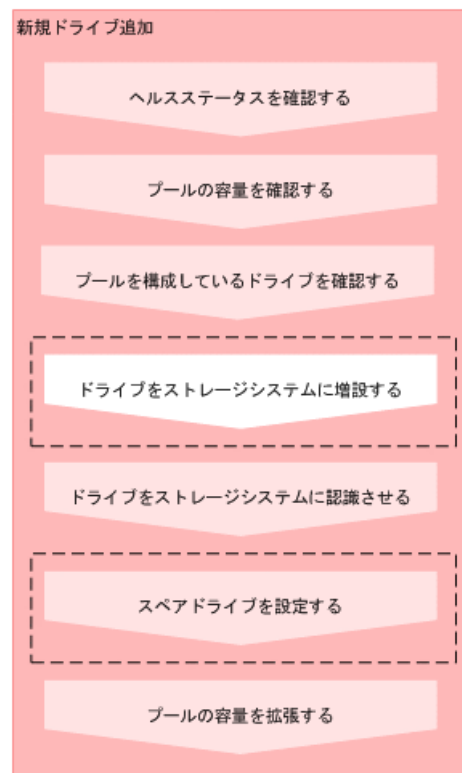 新規ドライブ追加
ヘルスステータスを確認する
プールの容量を確認する
プールを構成しているドライブを確認する
ドライブをストレージシステムに増設する
ドライブをストレージシステムに認識させる
スペアドライブを設定する
プールの容量を拡張する